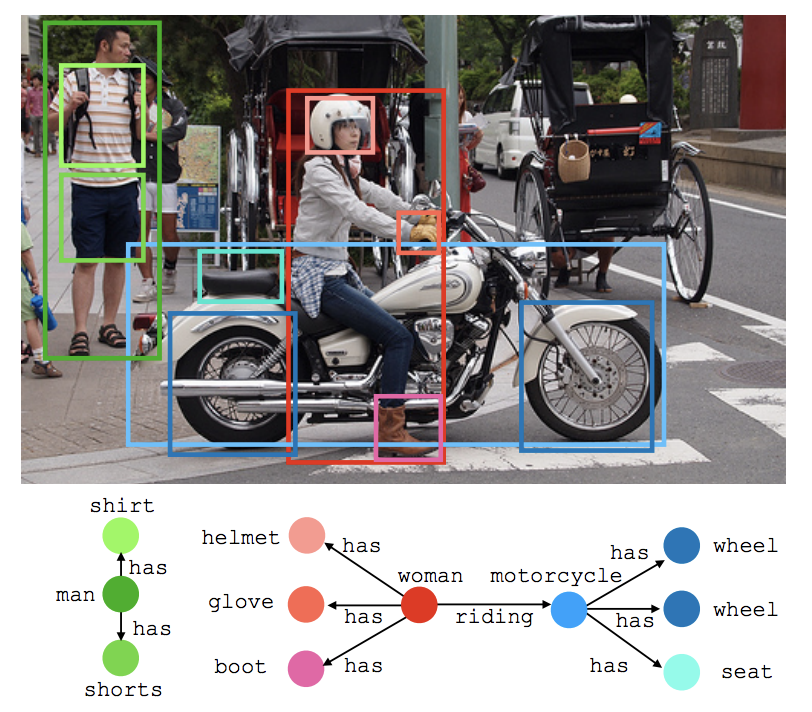 shirt
has
man
has
shorts
helmet
has
glove
has
boot
has
woman
riding
motorcycle
has
wheel
has
wheel
has
seat